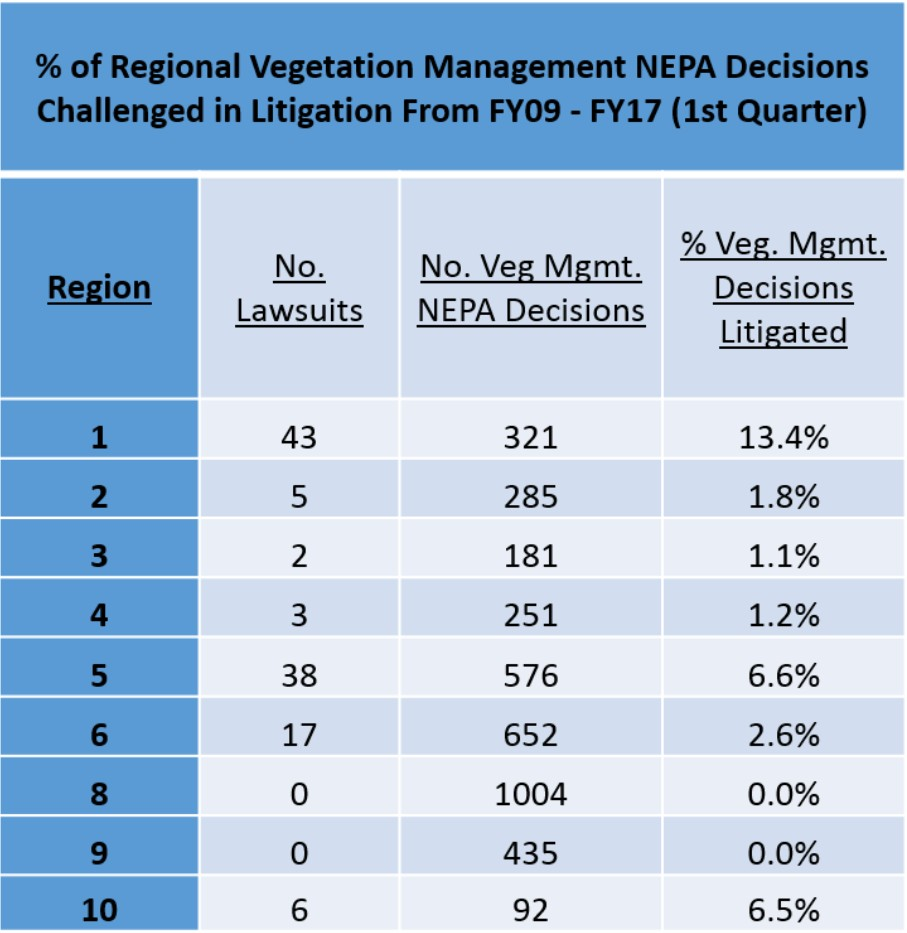 % of Regional Vegetation Management NEPA Decisions
Challenged in Litigation From FY09 - FY17 (1st Quarter)
Region
No.
Lawsuits
No. Veg Mgmt.
NEPA Decisions
% Veg. Mgmt.
Decisions
Litigated
1 43 321 13.4%
2 5 285 1.8%
3 2 181 1.1%
4 3 251 1.2%
5 38 576 6.6%
6 17 652 2.6%
8 0 1004 0.0%
9 0 435 0.0%
10 6 92 6.5%